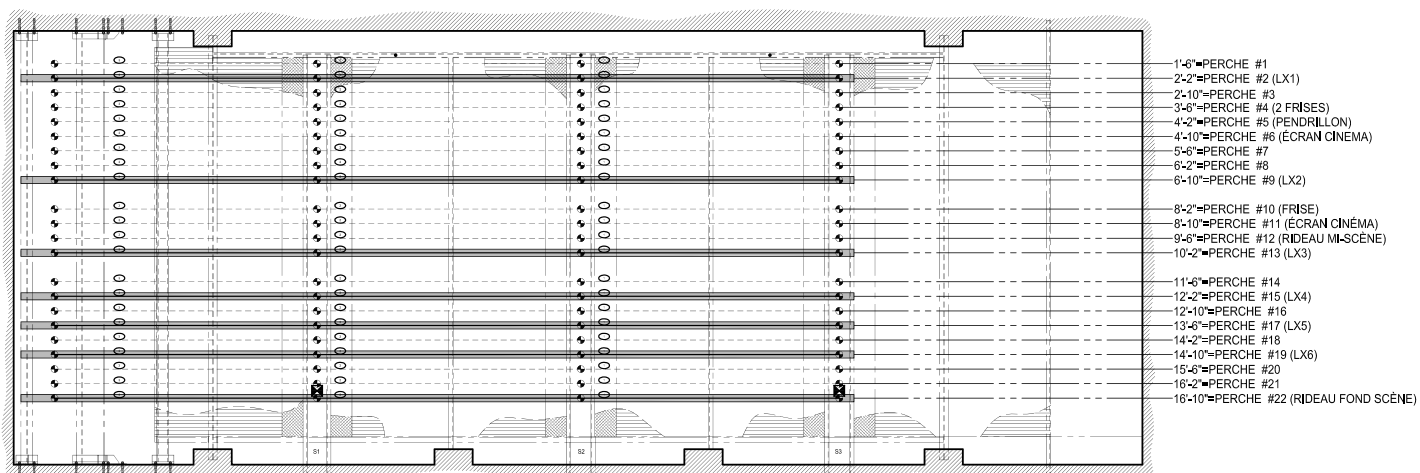 1'-6"=PERCHE #1
2'-2"=PERCHE #2 (LX1)
2'-10"=PERCHE #3
3'-6"=PERCHE #4 (2 FRISES)
4'-2"=PERCHE #5 (PENDRILLON)
4'-10"=PERCHE #6 (ÉCRAN CINEMA)
5'-6"=PERCHE #7
6'-2"=PERCHE #8
6'-10"=PERCHE #9 (LX2)
8'-2"=PERCHE #10 (FRISE)
8'-10"=PERCHE #11 (ÉCRAN CINÉMA)
9'-6"=PERCHE #12 (RIDEAU MI-SCÈNE)
10'-2"=PERCHE #13 (LX3)
11'-6"=PERCHE #14
12'-2"=PERCHE #15 (LX4)
12'-10"=PERCHE #16
13'-6"=PERCHE #17 (LX5)
14'-2"=PERCHE #18
14'-10"=PERCHE #19 (LX6)
15'-6"=PERCHE #20
16'-2"=PERCHE #21
16'-10"=PERCHE #22 (RIDEAU FOND SCÈNE)
S1 S2 S3